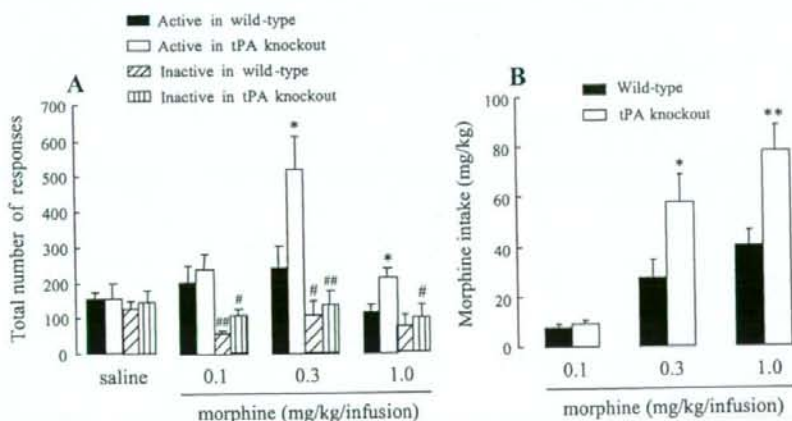 Active in wild-type
Active in tPA knockout
Inactive in wild-type
Inactive in tPA knockout
A
Total number of responses
700
600
500
400
300
200
100
0
*
*
##
#
#
##
#
saline
0.1
0.3
1.0
morphine (mg/kg/infusion)
B
Wild-type
tPA knockout
Morphine intake (mg/kg)
100
80
60
40
20
0
*
**
0.1
0.3
1.0
morphine (mg/kg/infusion)